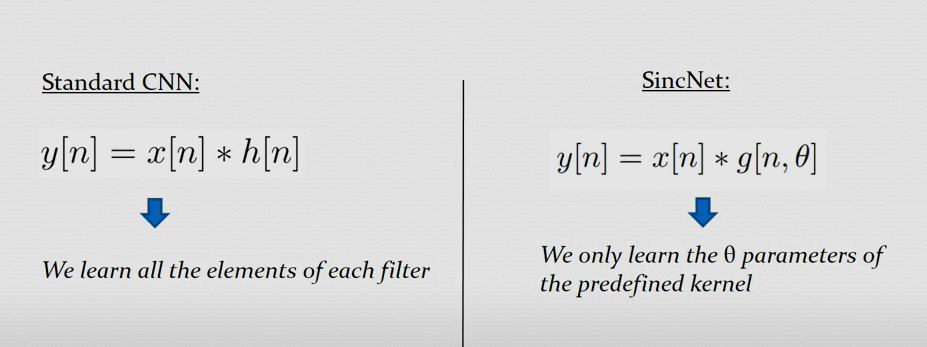 Standard CNN:
y[n] = x[n] * h[n]
We learn all the elements of each filter
SincNet:
y[n] = x[n] * g[n, θ]
We only learn the θ parameters of
the predefined kernel